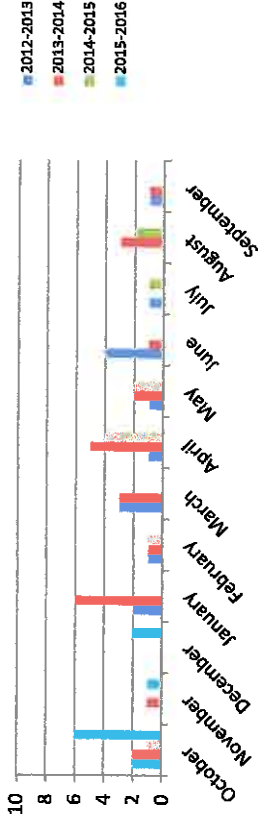 2012-2013
2013-2014
2014-2015
2015-2016
10
8
6
4
2
0
October
November
December
January
February
March
April
May
June
July
August
September